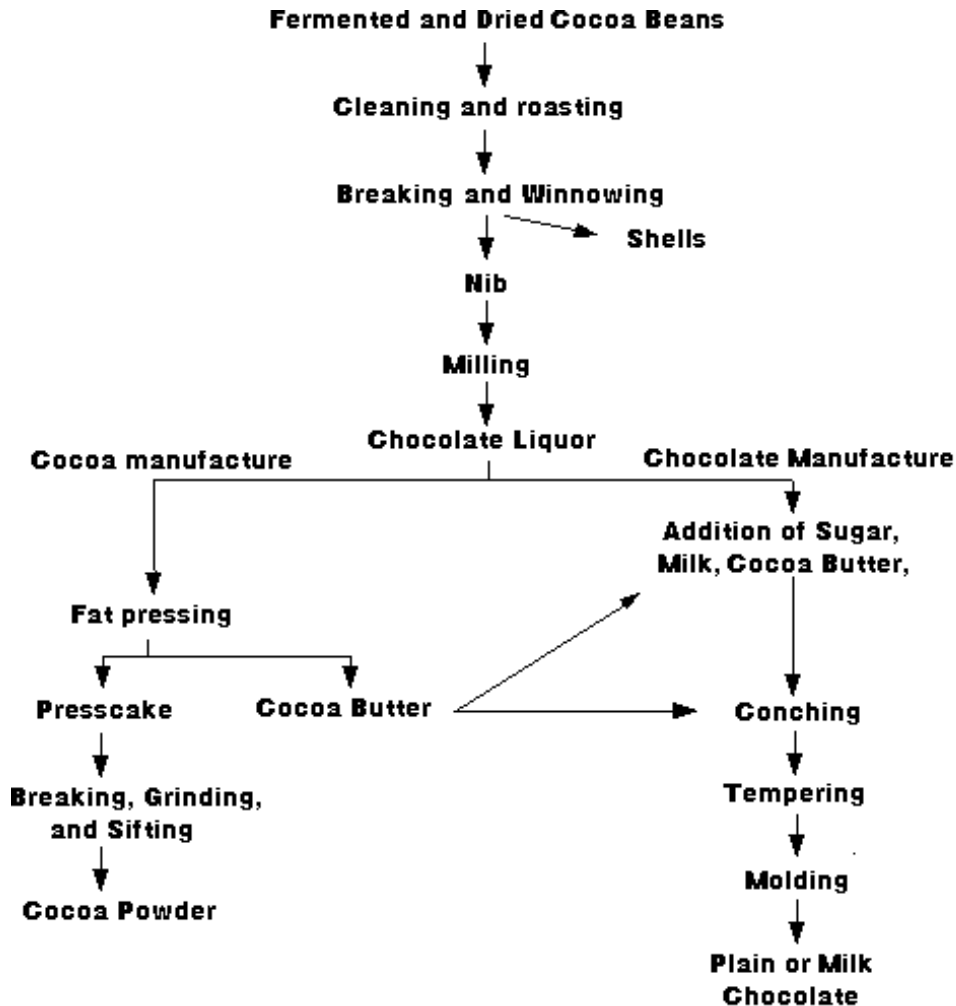 Fermented and Dried Cocoa Beans
Cleaning and roasting
Breaking and Winnowing
Shells
Nib
Milling
Chocolate Liquor
Cocoa manufacture
Chocolate Manufacture
Addition of Sugar,
Milk, Cocoa Butter,
Fat pressing
Presscake
Cocoa Butter
Conching
Breaking, Grinding,
and Sifting
Tempering
Molding
Cocoa Powder
Plain or Milk
Chocolate